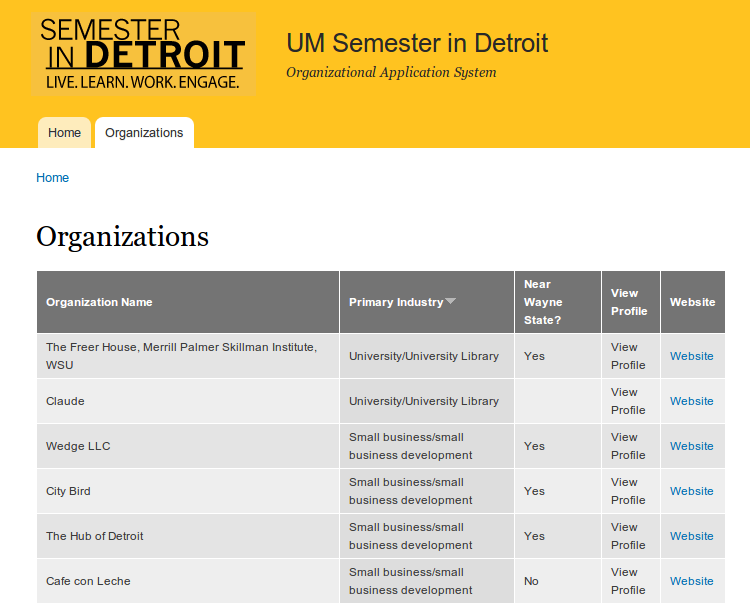 SEMESTER
IN DETROIT
LIVE. LEARN. WORK. ENGAGE.
UM Semester in Detroit
Organizational Application System
Home
Organizations
Home
Organizations
Organization Name
Primary Industry
Near
Wayne
State?
View
Profile
Website
The Freer House, Merrill Palmer Skillman Institute,
WSU
University/University Library
Yes
View
Profile
Website
Claude
University/University Library
View
Profile
Website
Wedge LLC
Small business/small
business development
Yes
View
Profile
Website
City Bird
Small business/small
business development
Yes
View
Profile
Website
The Hub of Detroit
Small business/small
business development
Yes
View
Profile
Website
Cafe con Leche
Small business/small
business development
No
View
Profile
Website